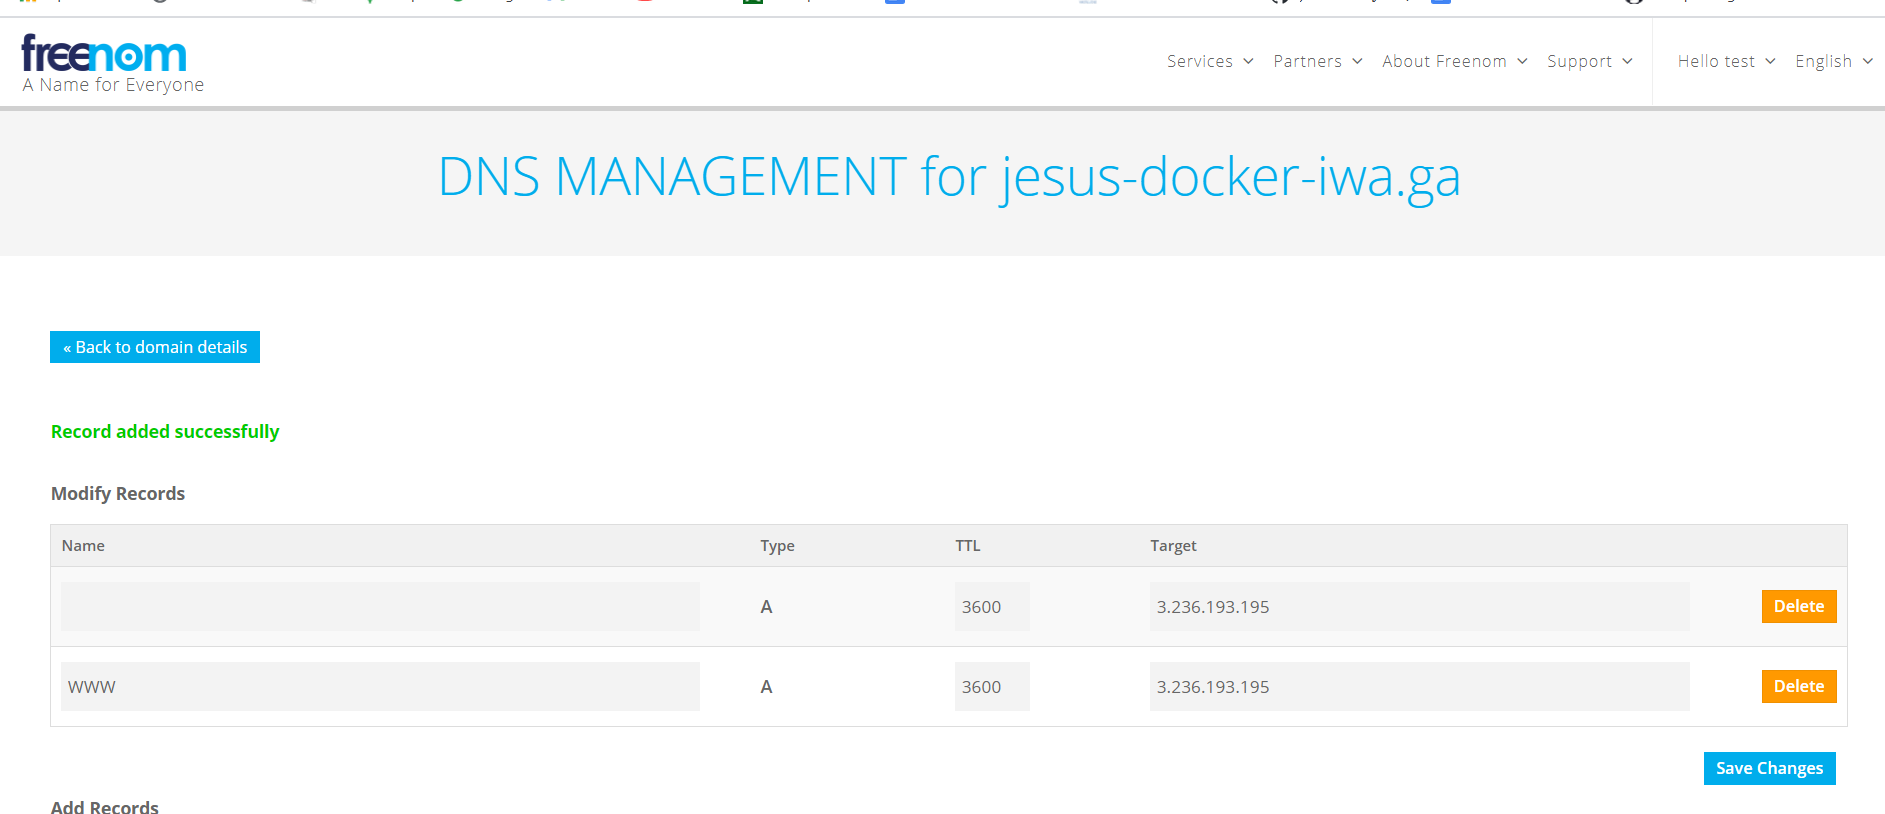 freenom
A Name for Everyone
Services Partners About Freenom Support Hello test English
DNS MANAGEMENT for jesus-docker-iwa.ga
« Back to domain details
Record added successfully
Modify Records
Name Type TTL Target
A 3600 3.236.193.195 Delete
WWW A 3600 3.236.193.195 Delete
Save Changes
Add Records